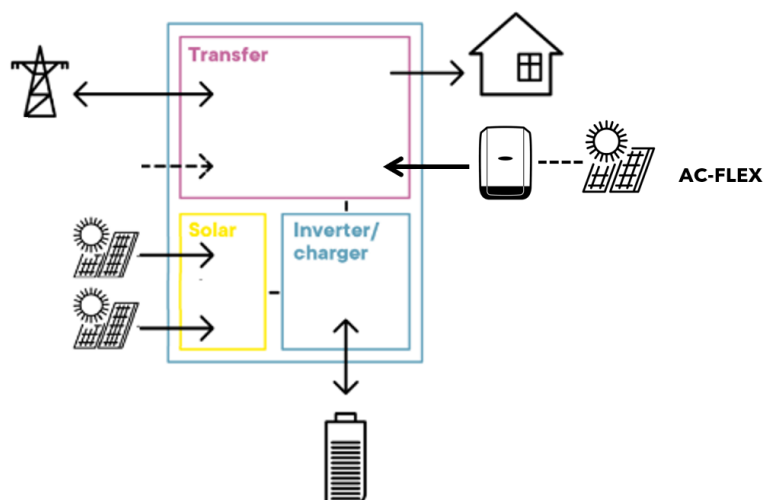 Transfer
AC-FLEX
Solar
Inverter/
charger